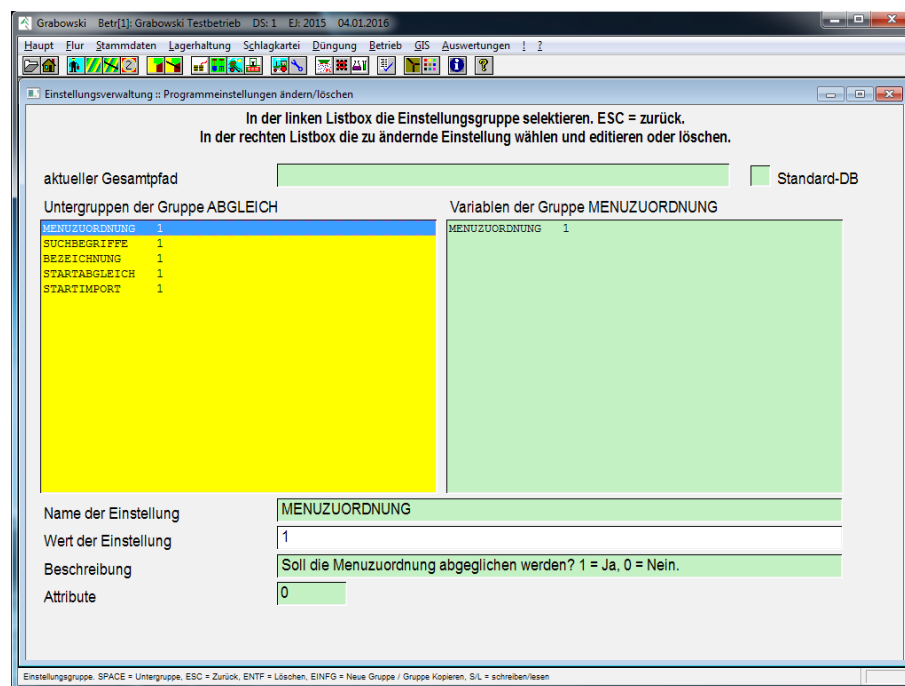 Grabowski Betr[1]: Grabowski Testbetrieb DS: 1 EJ: 2015 04.01.2016
Haupt Flur Stammdaten Lagerhaltung Schlagkartei Düngung Betrieb GIS Auswertungen ! ?
Einstellungsverwaltung :: Programmeinstellungen ändern/löschen
In der linken Listbox die Einstellungsgruppe selektieren. ESC = zurück.
In der rechten Listbox die zu ändernde Einstellung wählen und editieren oder löschen.
aktueller Gesamtpfad Standard-DB
Untergruppen der Gruppe ABGLEICH Variablen der Gruppe MENUZUORDNUNG
MENUZUORDNUNG 1 MENUZUORDNUNG 1
SUCHBEGRIFFE 1
BEZEICHNUNG 1
STARTABGLEICH 1
STARTIMPORT 1
Name der Einstellung MENUZUORDNUNG
Wert der Einstellung 1
Beschreibung Soll die Menuzuordnung abgeglichen werden? 1 = Ja, 0 = Nein.
Attribute 0
Einstellungsgruppe. SPACE = Untergruppe, ESC = Zurück, ENTF = Löschen, EINFG = Neue Gruppe / Gruppe Kopieren, S/L = schreiben/lesen